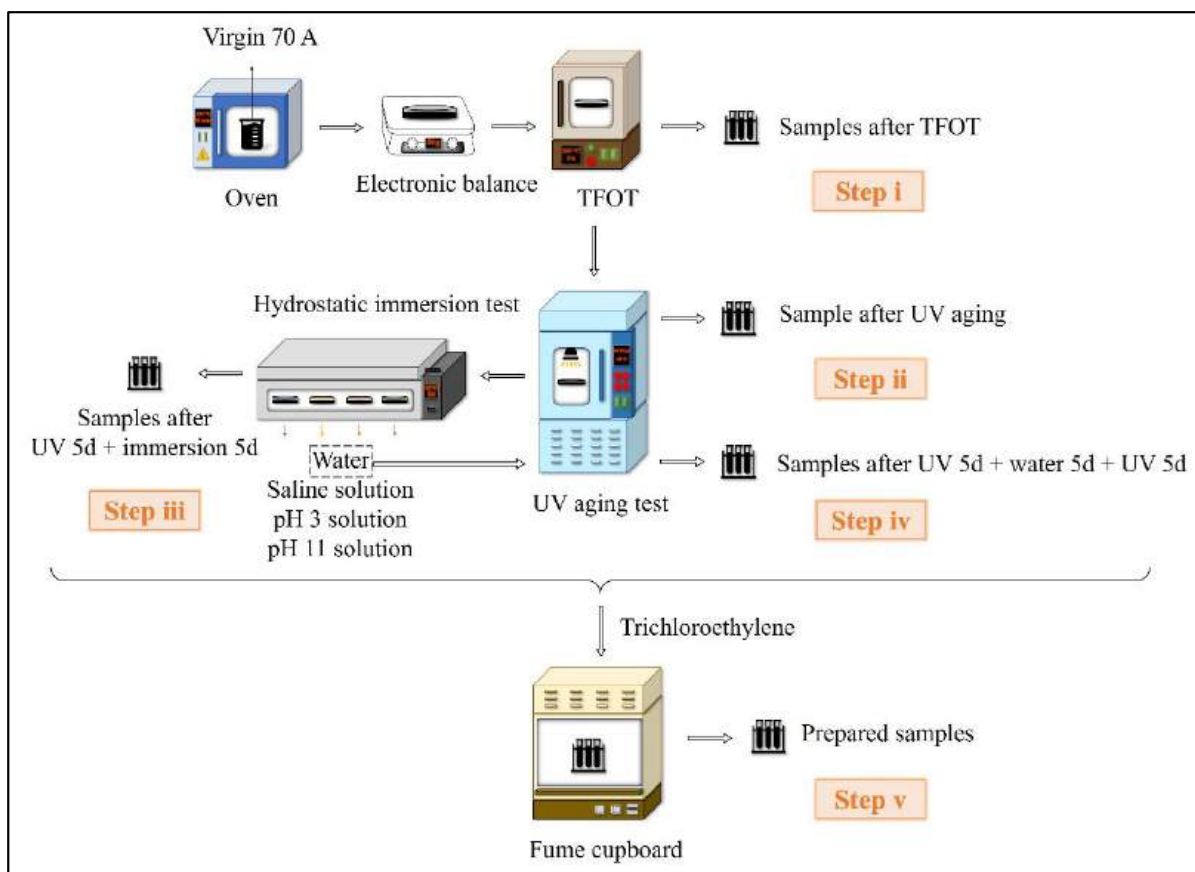 Virgin 70 A
Oven
Electronic balance
TFOT
Samples after TFOT
Step i
Hydrostatic immersion test
Sample after UV aging
Step ii
Samples after
UV 5d + immersion 5d
Step iii
Water
Saline solution
pH 3 solution
pH 11 solution
UV aging test
Samples after UV 5d + water 5d + UV 5d
Step iv
Trichloroethylene
Prepared samples
Step v
Fume cupboard